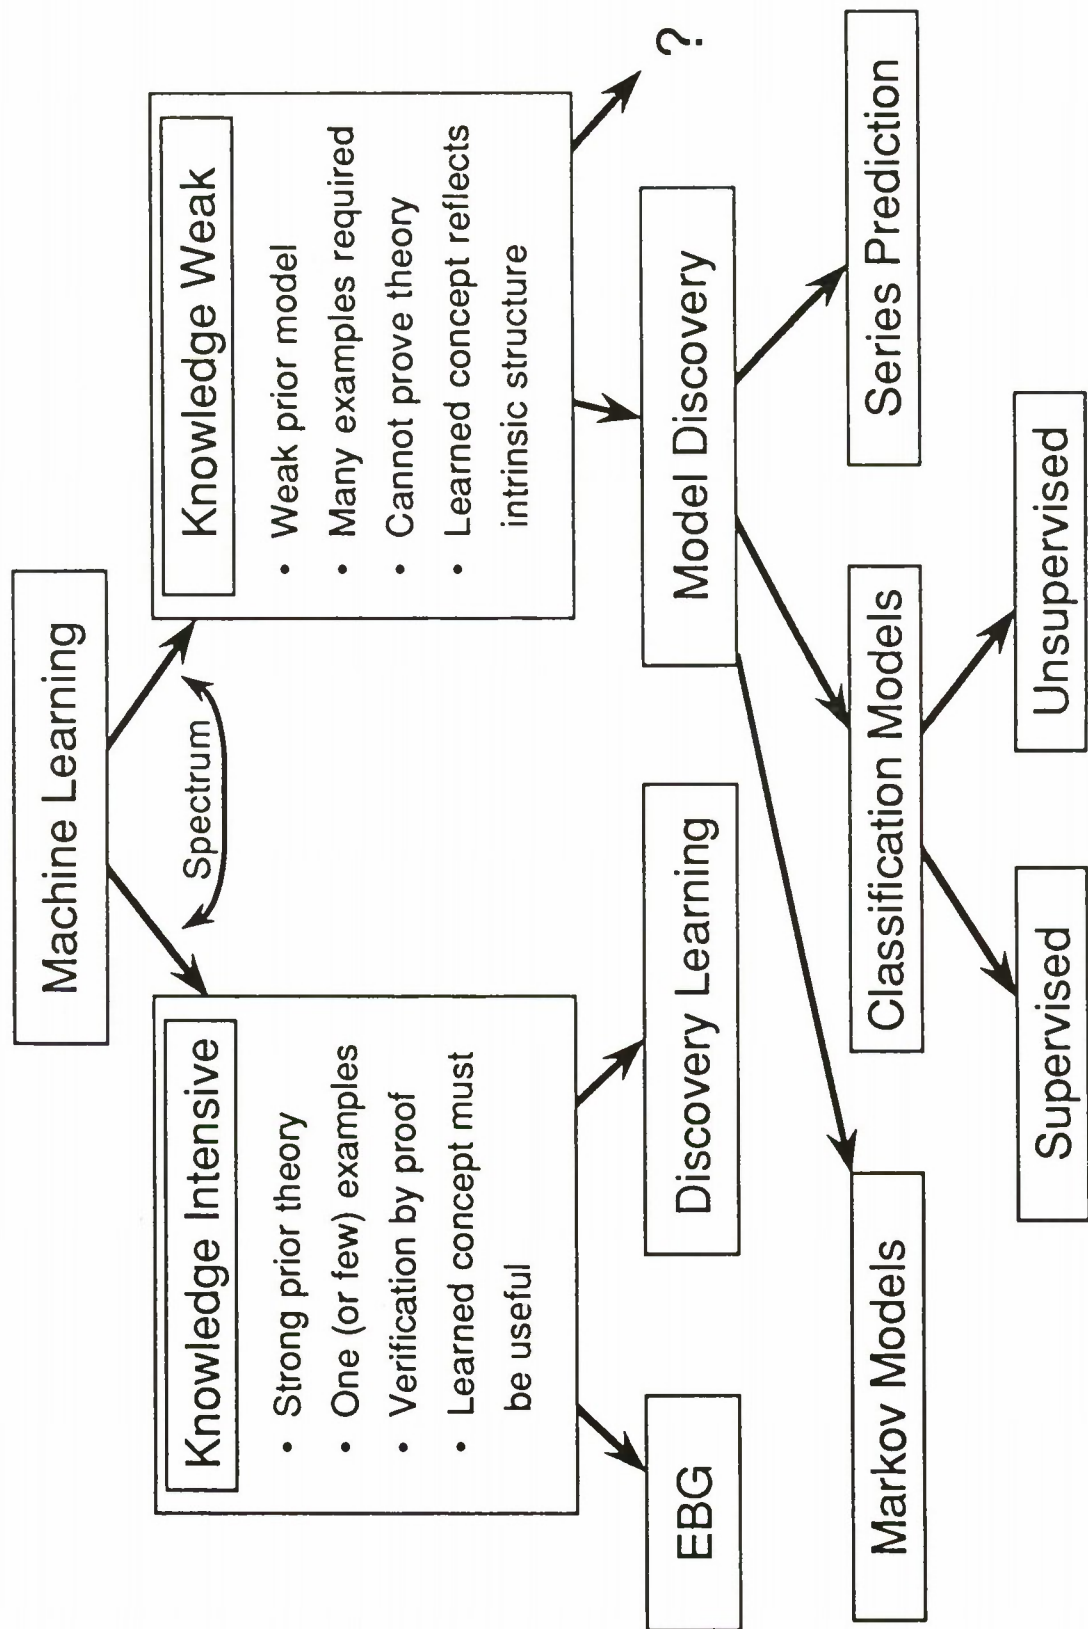 Machine Learning
Spectrum
Knowledge Intensive
• Strong prior theory
• One (or few) examples
• Verification by proof
• Learned concept must
be useful
Knowledge Weak
• Weak prior model
• Many examples required
• Cannot prove theory
• Learned concept reflects
intrinsic structure
EBG
Discovery Learning
Model Discovery
?
Markov Models
Classification Models
Series Prediction
Supervised
Unsupervised